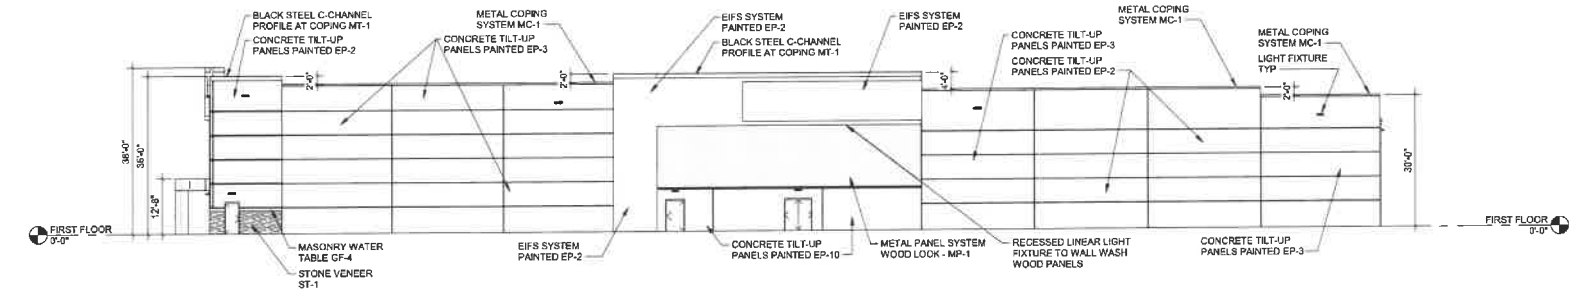 BLACK STEEL C-CHANNEL
PROFILE AT COPING MT-1
CONCRETE TILT-UP
PANELS PAINTED EP-2
METAL COPING
SYSTEM MC-1
CONCRETE TILT-UP
PANELS PAINTED EP-3
EIFS SYSTEM
PAINTED EP-2
BLACK STEEL C-CHANNEL
PROFILE AT COPING MT-1
EIFS SYSTEM
PAINTED EP-2
CONCRETE TILT-UP
PANELS PAINTED EP-3
CONCRETE TILT-UP
PANELS PAINTED EP-2
METAL COPING
SYSTEM MC-1
METAL COPING
SYSTEM MC-1
LIGHT FIXTURE
TYP
2'-0"
2'-0"
4'-0"
2'-0"
38'-0"
12'-8"
30'-0"
FIRST FLOOR
0'-0"
FIRST FLOOR
0'-0"
MASONRY WATER
TABLE GF-4
STONE VENEER
ST-1
EIFS SYSTEM
PAINTED EP-2
CONCRETE TILT-UP
PANELS PAINTED EP-10
METAL PANEL SYSTEM
WOOD LOOK - MP-1
RECESSED LINEAR LIGHT
FIXTURE TO WALL WASH
WOOD PANELS
CONCRETE TILT-UP
PANELS PAINTED EP-3